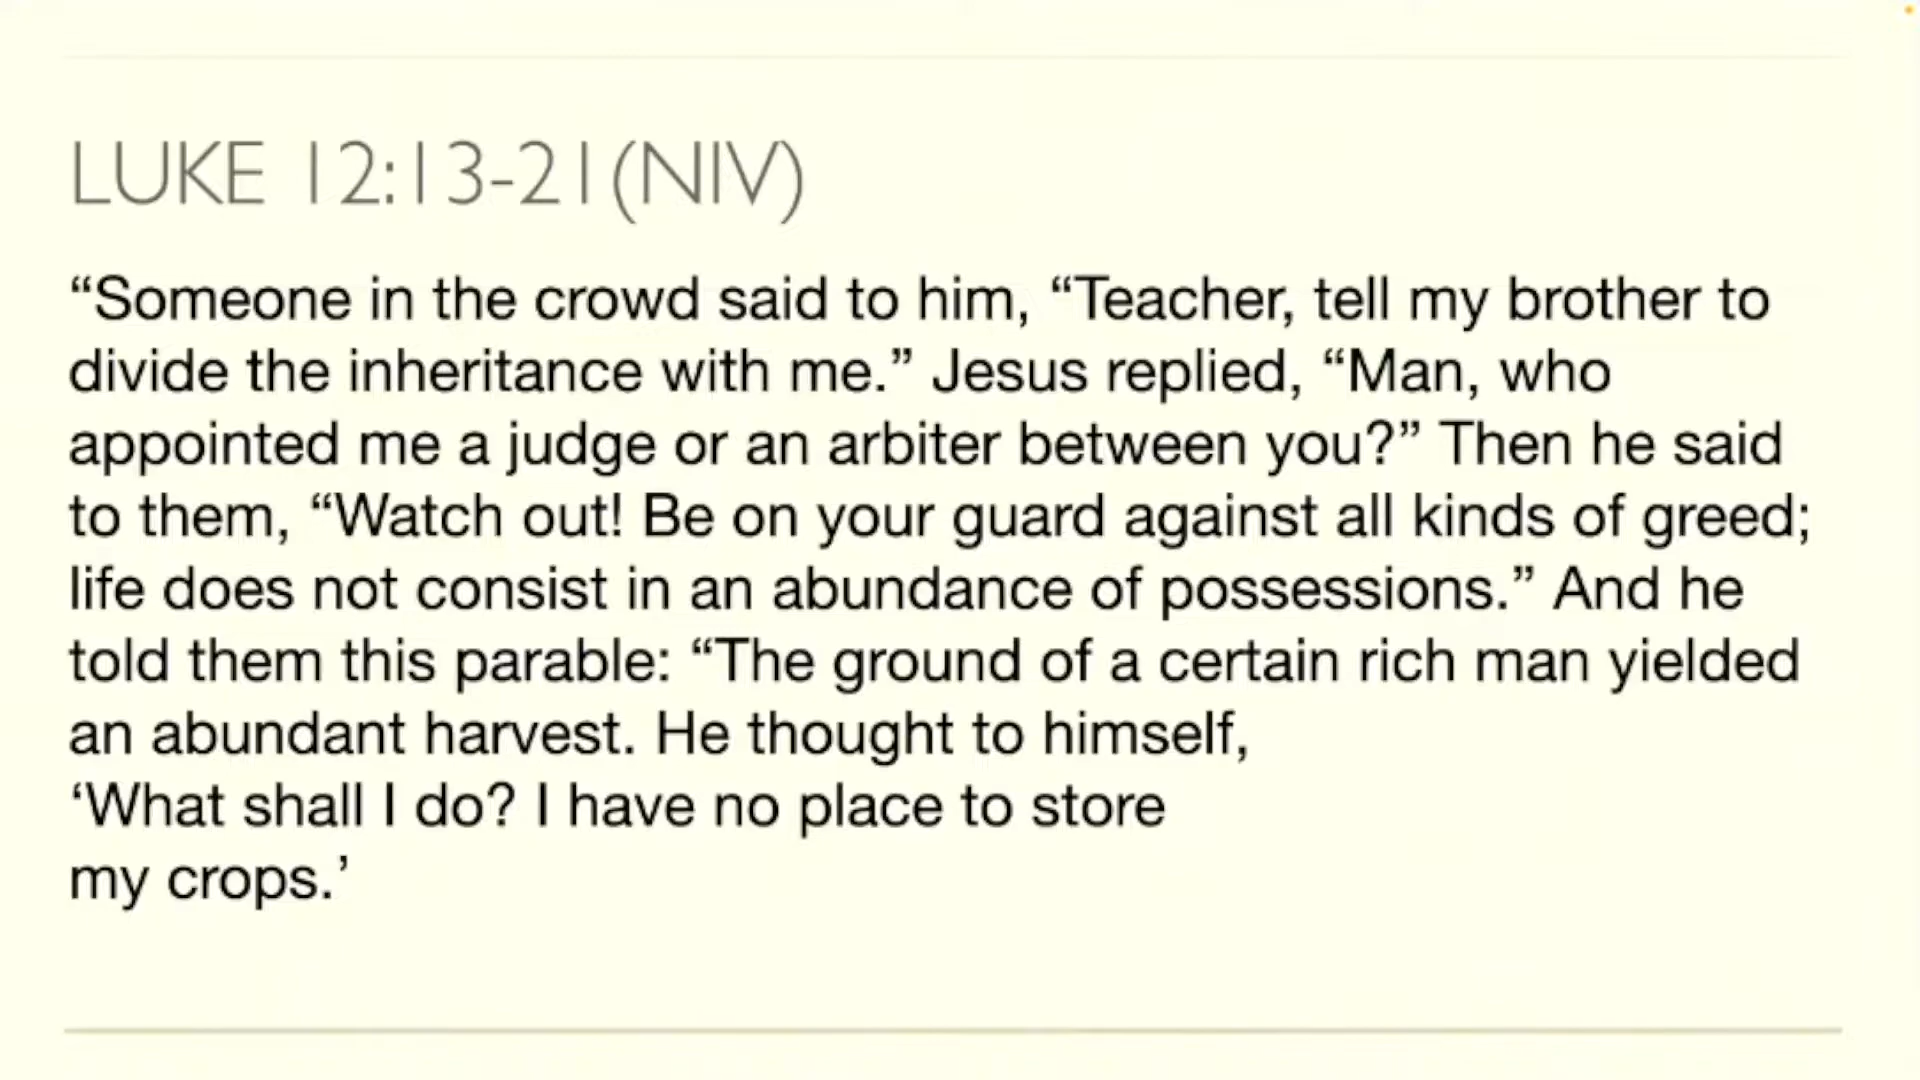 LUKE 12:13-21(NIV)
“Someone in the crowd said to him, “Teacher, tell my brother to
divide the inheritance with me.” Jesus replied, “Man, who
appointed me a judge or an arbiter between you?” Then he said
to them, “Watch out! Be on your guard against all kinds of greed;
life does not consist in an abundance of possessions.” And he
told them this parable: “The ground of a certain rich man yielded
an abundant harvest. He thought to himself,
‘What shall I do? I have no place to store
my crops.’